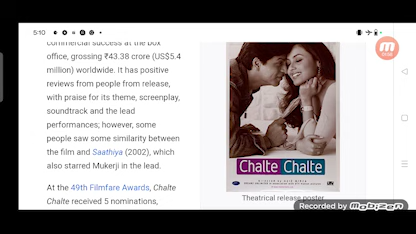 5:10
commercial success at the box
office, grossing ₹43.38 crore (US$5.4
million) worldwide. It has positive
reviews from people from release,
with praise for its theme, screenplay,
soundtrack and the lead
performances; however, some
people saw some similarity between
the film and Saathiya (2002), which
also starred Mukerji in the lead.
At the 49th Filmfare Awards, Chalte
Chalte received 5 nominations,
Chalte Chalte
Theatrical release poster
Recorded by MOBIZEN